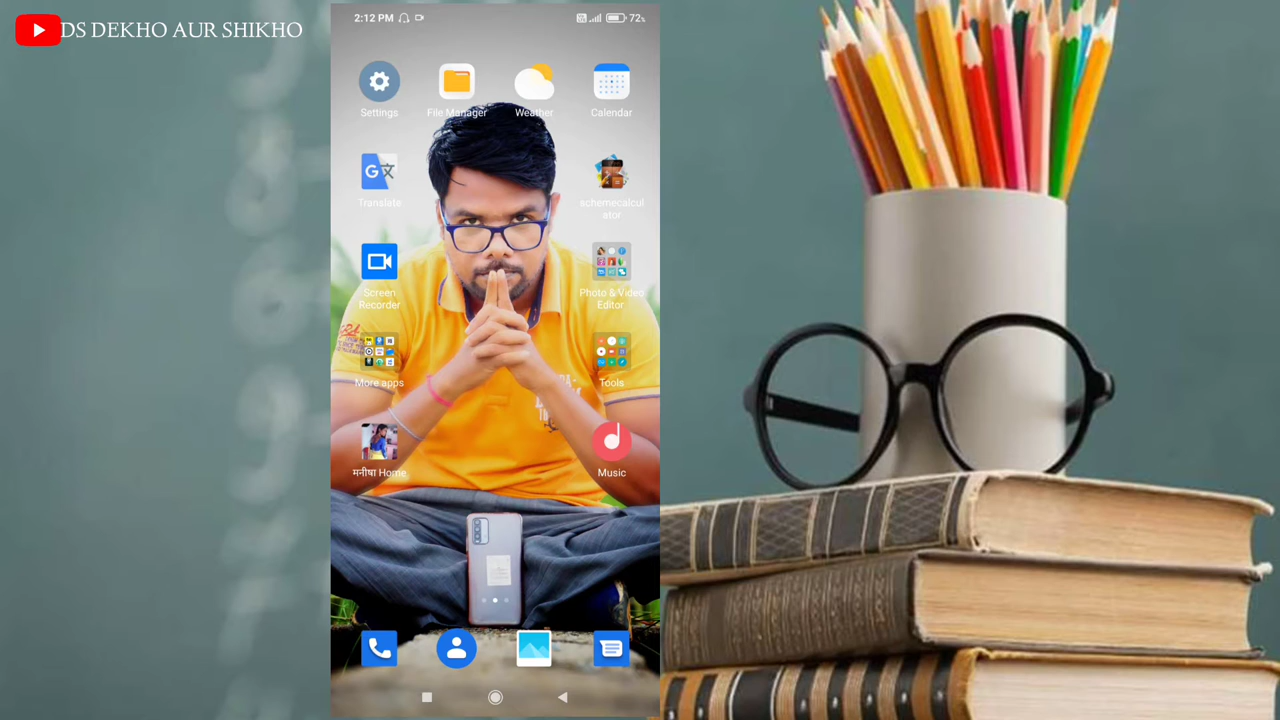 DS DEKHO AUR SHIKHO
2:12 PM
72%
Settings
File Manager
Weather
Calendar
Translate
achemecalcul
ator
Screen
Recorder
Photo & Video
Editor
More apps
Tools
मनीषा Home
Music